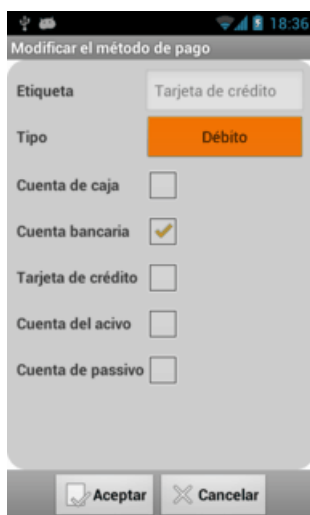 18:36
Modificar el método de pago
Etiqueta Tarjeta de crédito
Tipo Débito
Cuenta de caja
Cuenta bancaria
Tarjeta de crédito
Cuenta del acivo
Cuenta de passivo
Aceptar Cancelar